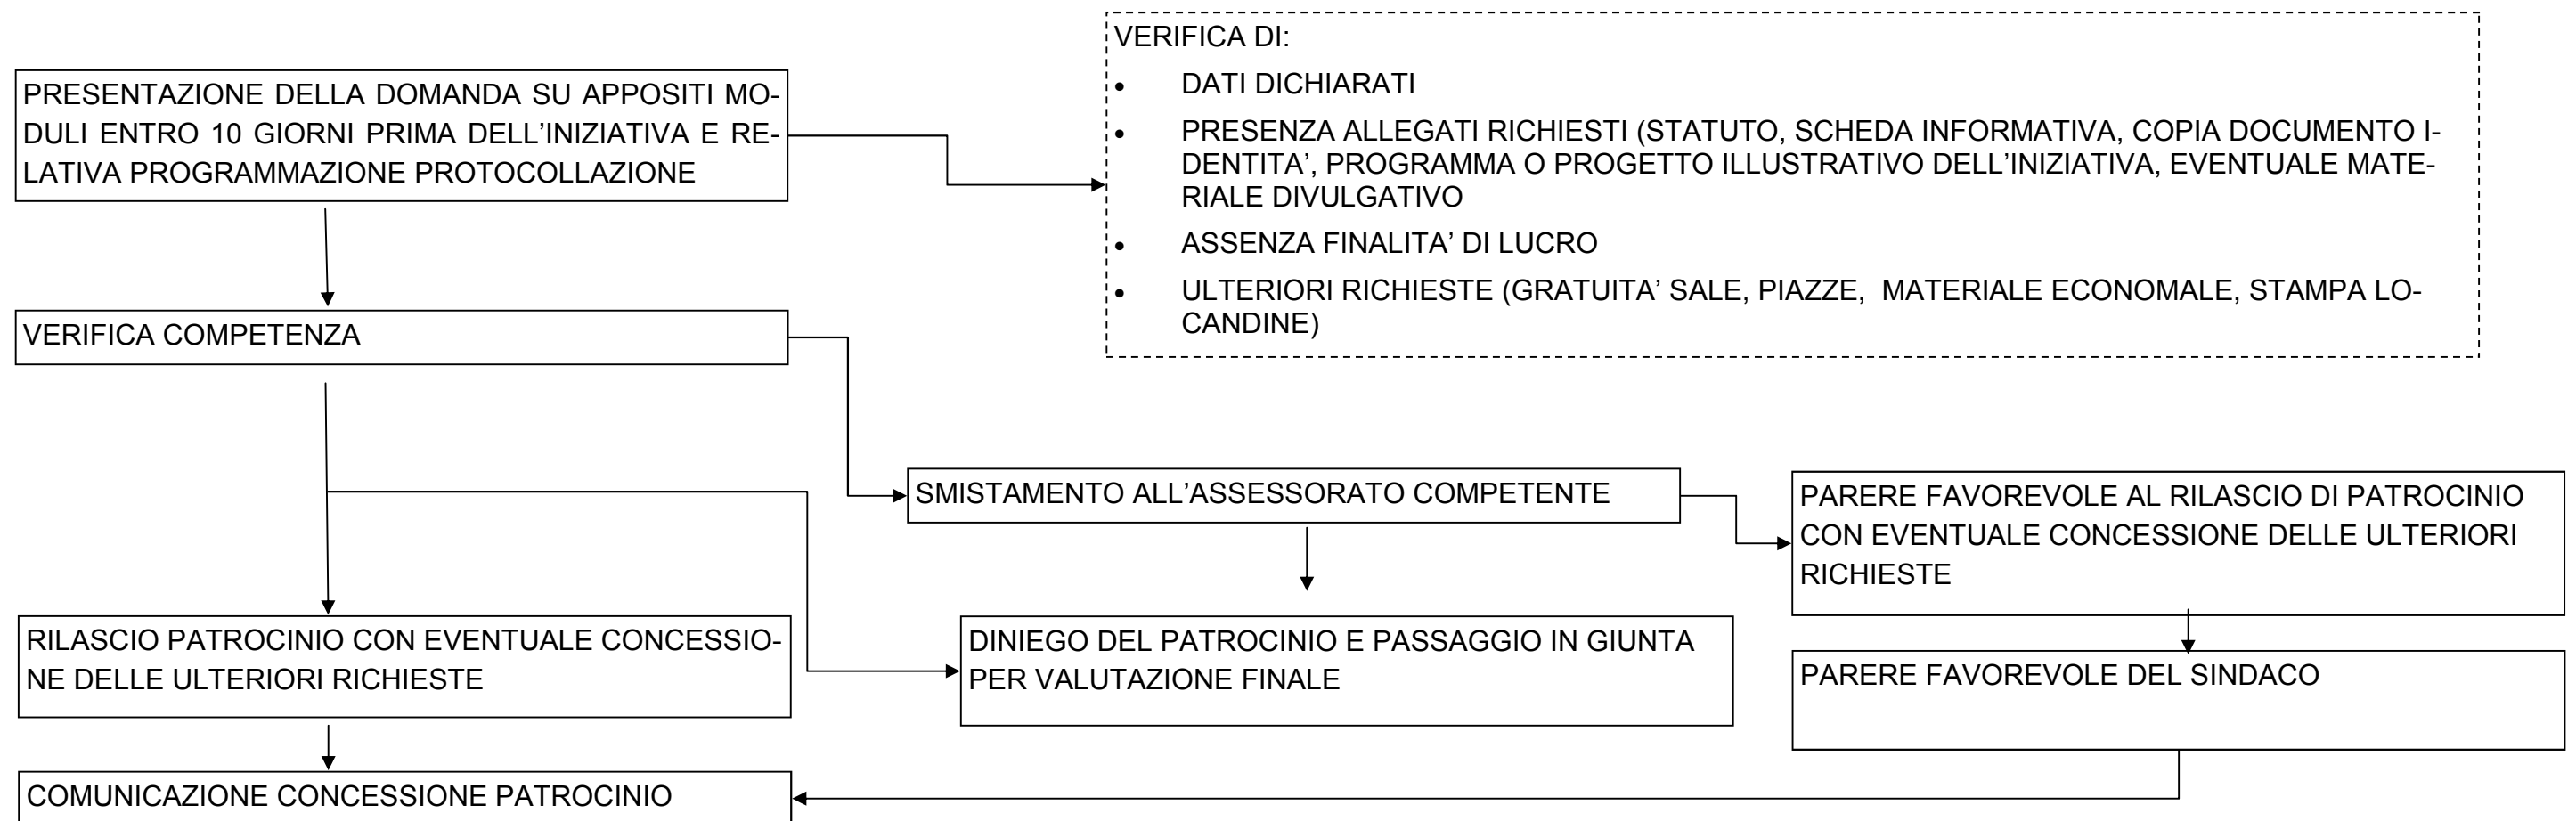 VERIFICA DI:
• DATI DICHIARATI
• PRESENZA ALLEGATI RICHIESTI (STATUTO, SCHEDA INFORMATIVA, COPIA DOCUMENTO I-
DENTITA’, PROGRAMMA O PROGETTO ILLUSTRATIVO DELL’INIZIATIVA, EVENTUALE MATE-
RIALE DIVULGATIVO
• ASSENZA FINALITA’ DI LUCRO
• ULTERIORI RICHIESTE (GRATUITA’ SALE, PIAZZE, MATERIALE ECONOMALE, STAMPA LO-
CANDINE)
PRESENTAZIONE DELLA DOMANDA SU APPOSITI MO-
DULI ENTRO 10 GIORNI PRIMA DELL’INIZIATIVA E RE-
LATIVA PROGRAMMAZIONE PROTOCOLLAZIONE
VERIFICA COMPETENZA
SMISTAMENTO ALL’ASSESSORATO COMPETENTE
PARERE FAVOREVOLE AL RILASCIO DI PATROCINIO
CON EVENTUALE CONCESSIONE DELLE ULTERIORI
RICHIESTE
RILASCIO PATROCINIO CON EVENTUALE CONCESSIO-
NE DELLE ULTERIORI RICHIESTE
DINIEGO DEL PATROCINIO E PASSAGGIO IN GIUNTA
PER VALUTAZIONE FINALE
PARERE FAVOREVOLE DEL SINDACO
COMUNICAZIONE CONCESSIONE PATROCINIO